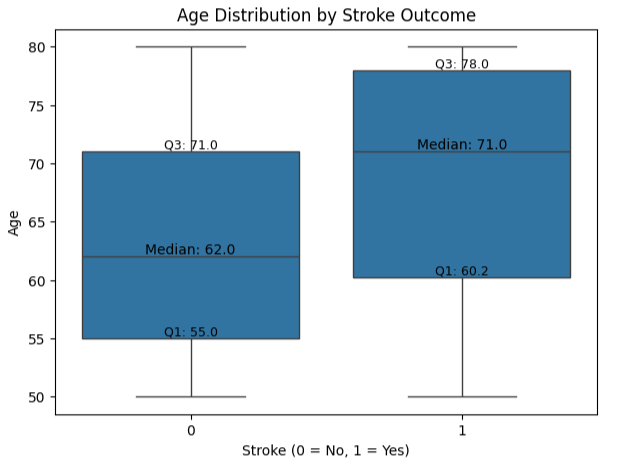 Age Distribution by Stroke Outcome
80
75
70
65
60
55
50
Age
Q3: 71.0
Median: 62.0
Q1: 55.0
Q3: 78.0
Median: 71.0
Q1: 60.2
0
1
Stroke (0 = No, 1 = Yes)